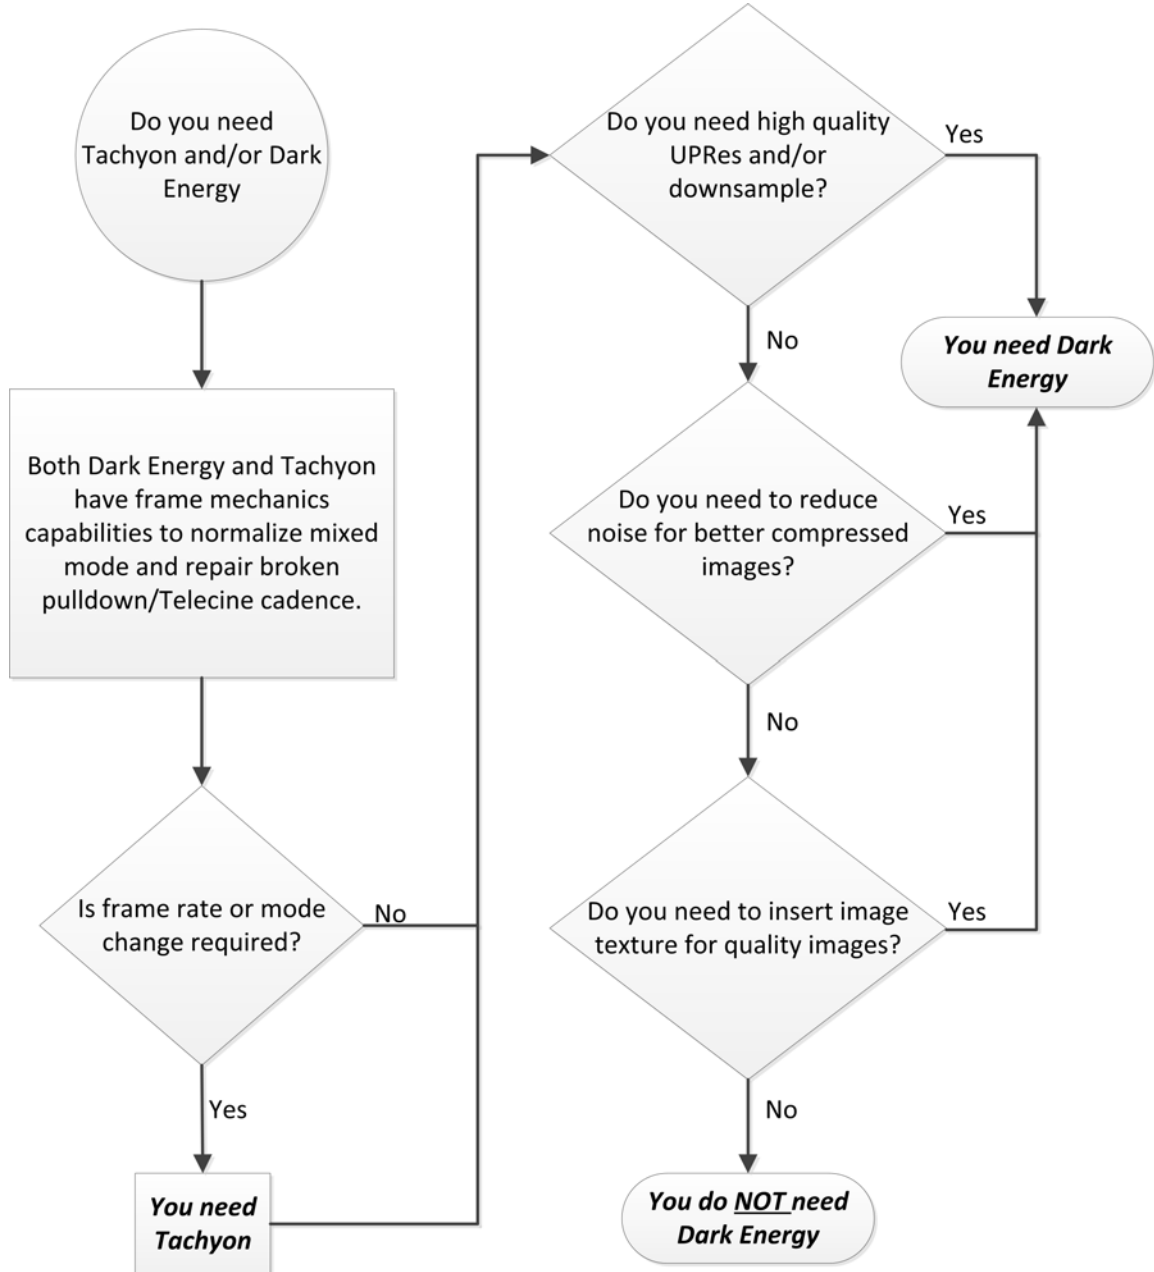 Do you need
Tachyon and/or Dark
Energy
Both Dark Energy and Tachyon
have frame mechanics
capabilities to normalize mixed
mode and repair broken
pulldown/Telecine cadence.
Is frame rate or mode
change required?
No
Yes
You need
Tachyon
Do you need high quality
UPRes and/or
downsample?
Yes
No
You need Dark
Energy
Do you need to reduce
noise for better compressed
images?
Yes
No
Do you need to insert image
texture for quality images?
Yes
No
You do NOT need
Dark Energy